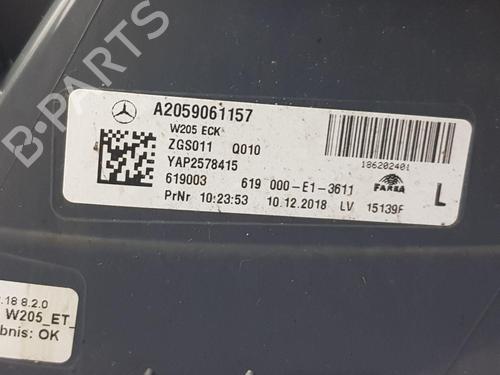 B-PARTS
A2059061157
W205 ECK
ZGS011 Q010
YAP2578415
619003 619 000-E1-3611
PrNr 10:23:53 10.12.2018 LV 15139F
186202401
FARBA
L
.18 8.2.0
W205_ET_
bnis: OK